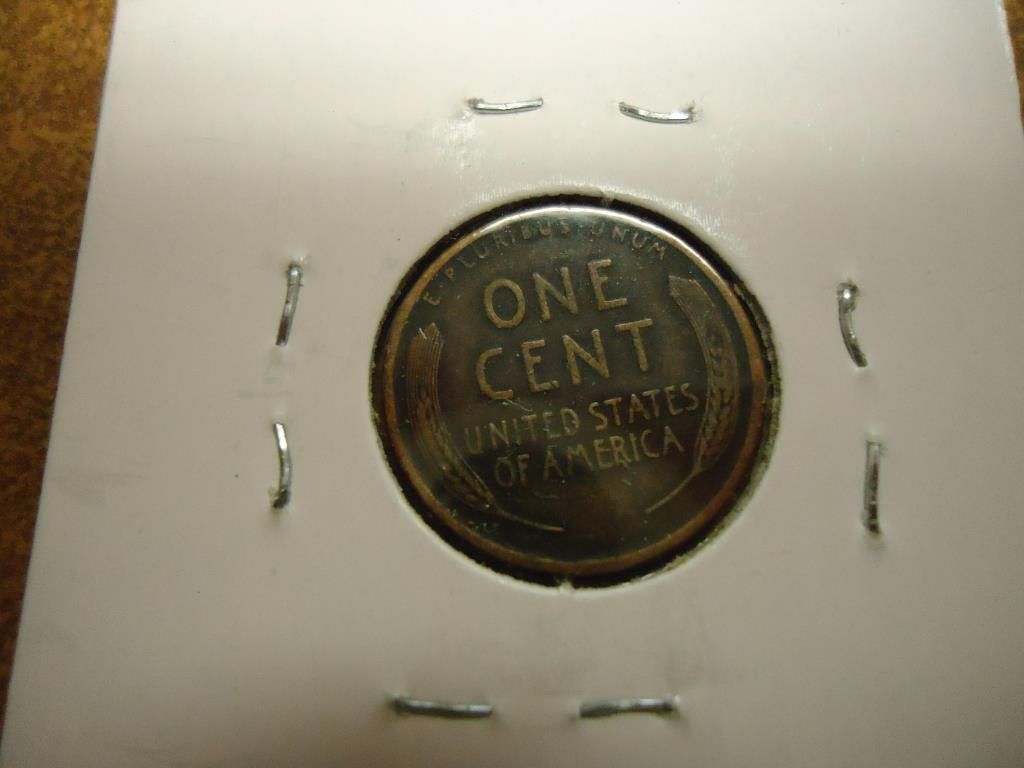 E·PLURIBUS·UNUM
ONE
CENT
UNITED STATES
OF AMERICA